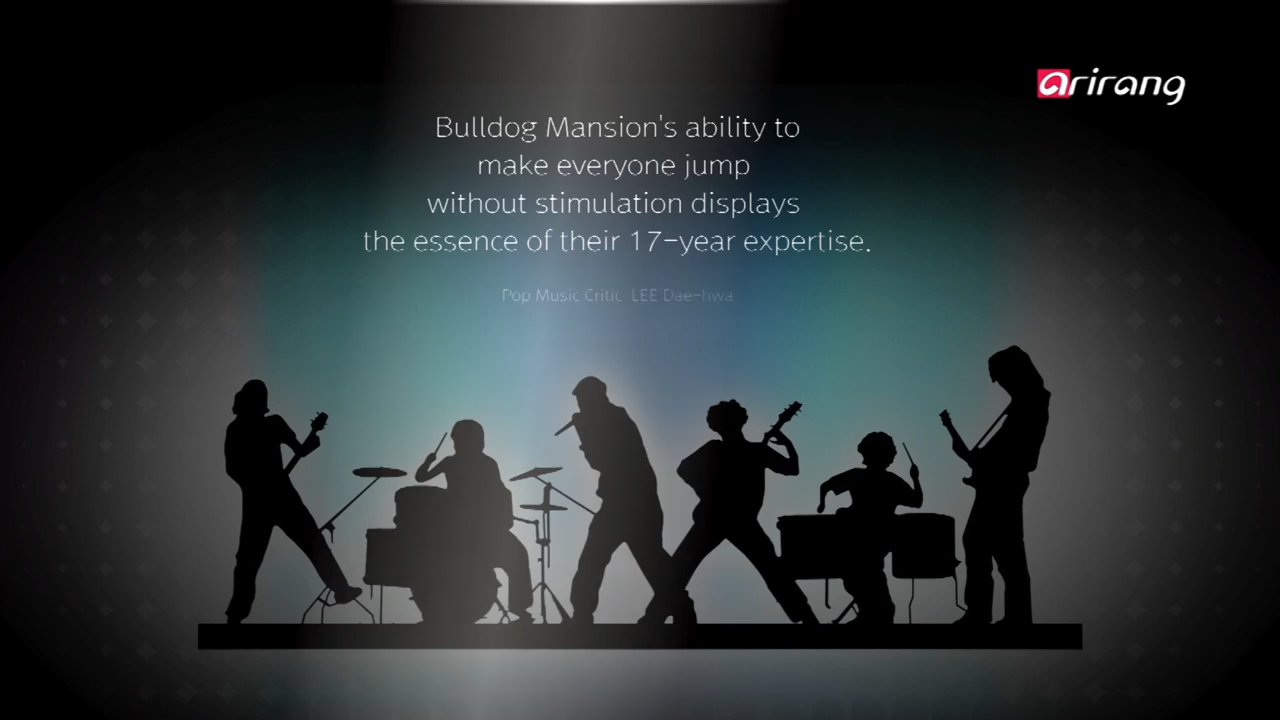 arirang
Bulldog Mansion's ability to
make everyone jump
without stimulation displays
the essence of their 17-year expertise.
Pop Music Critic LEE Dae-hwa